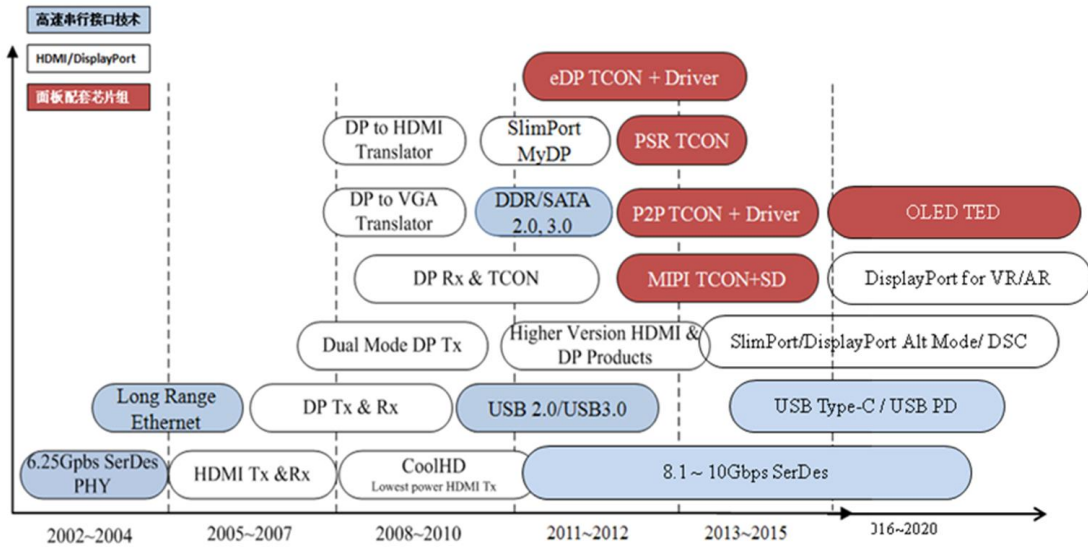 高速串行接口技术
HDMI/DisplayPort
面板配套芯片组
eDP TCON + Driver
DP to HDMI
Translator
SlimPort
MyDP
PSR TCON
DP to VGA
Translator
DDR/SATA
2.0, 3.0
P2P TCON + Driver
OLED TED
DP Rx & TCON
MIPI TCON+SD
DisplayPort for VR/AR
Dual Mode DP Tx
Higher Version HDMI &
DP Products
SlimPort/DisplayPort Alt Mode/ DSC
Long Range
Ethernet
DP Tx & Rx
USB 2.0/USB3.0
USB Type-C / USB PD
6.25Gpbs SerDes
PHY
HDMI Tx &Rx
CoolHD
Lowest power HDMI Tx
8.1 ~ 10Gbps SerDes
2002~2004
2005~2007
2008~2010
2011~2012
2013~2015
016~2020